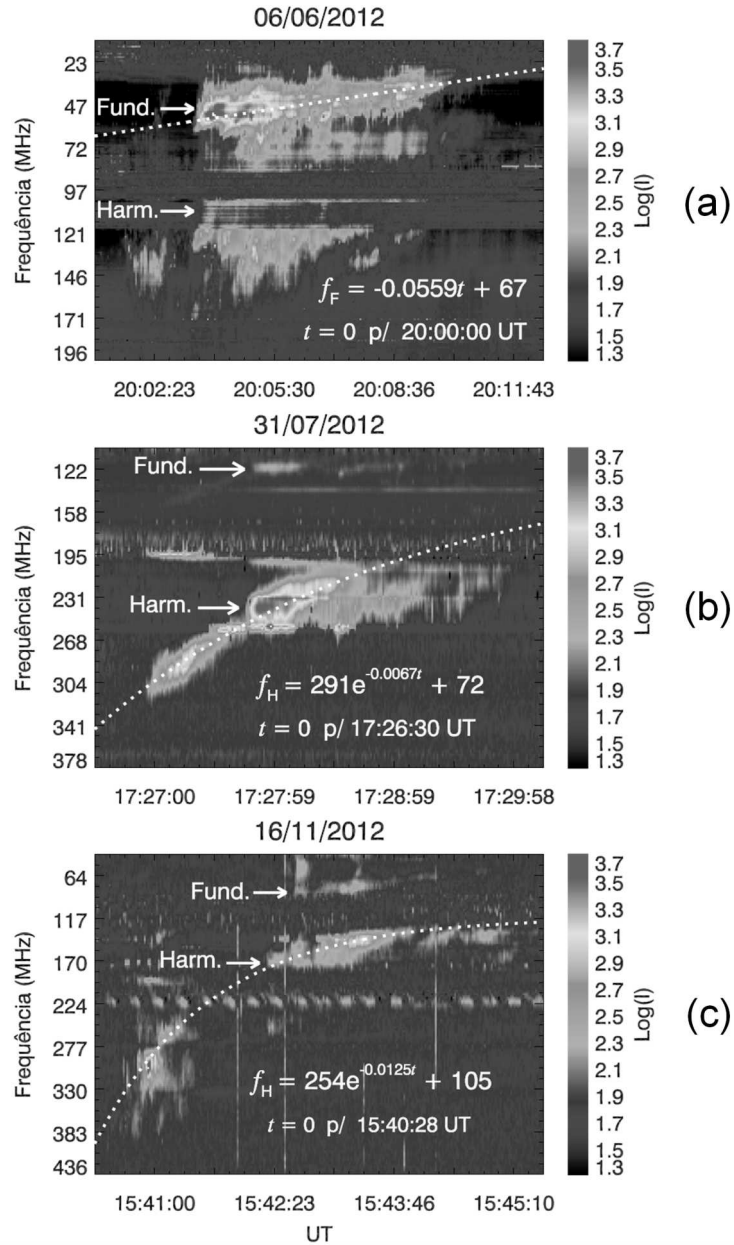 06/06/2012
Frequência (MHz)
23
47
72
97
121
146
171
196
Fund.
Harm.
f_F = -0.0559t + 67
t = 0 p/ 20:00:00 UT
20:02:23 20:05:30 20:08:36 20:11:43
3.7
3.5
3.3
3.1
2.9
2.7
2.5
2.3
2.1
1.9
1.7
1.5
1.3
Log(I)
(a)
31/07/2012
Frequência (MHz)
122
158
195
231
268
304
341
378
Fund.
Harm.
f_H = 291e^-0.0067t + 72
t = 0 p/ 17:26:30 UT
17:27:00 17:27:59 17:28:59 17:29:58
3.7
3.5
3.3
3.1
2.9
2.7
2.5
2.3
2.1
1.9
1.7
1.5
1.3
Log(I)
(b)
16/11/2012
Frequência (MHz)
64
117
170
224
277
330
383
436
Fund.
Harm.
f_H = 254e^-0.0125t + 105
t = 0 p/ 15:40:28 UT
15:41:00 15:42:23 15:43:46 15:45:10
UT
3.7
3.5
3.3
3.1
2.9
2.7
2.5
2.3
2.1
1.9
1.7
1.5
1.3
Log(I)
(c)